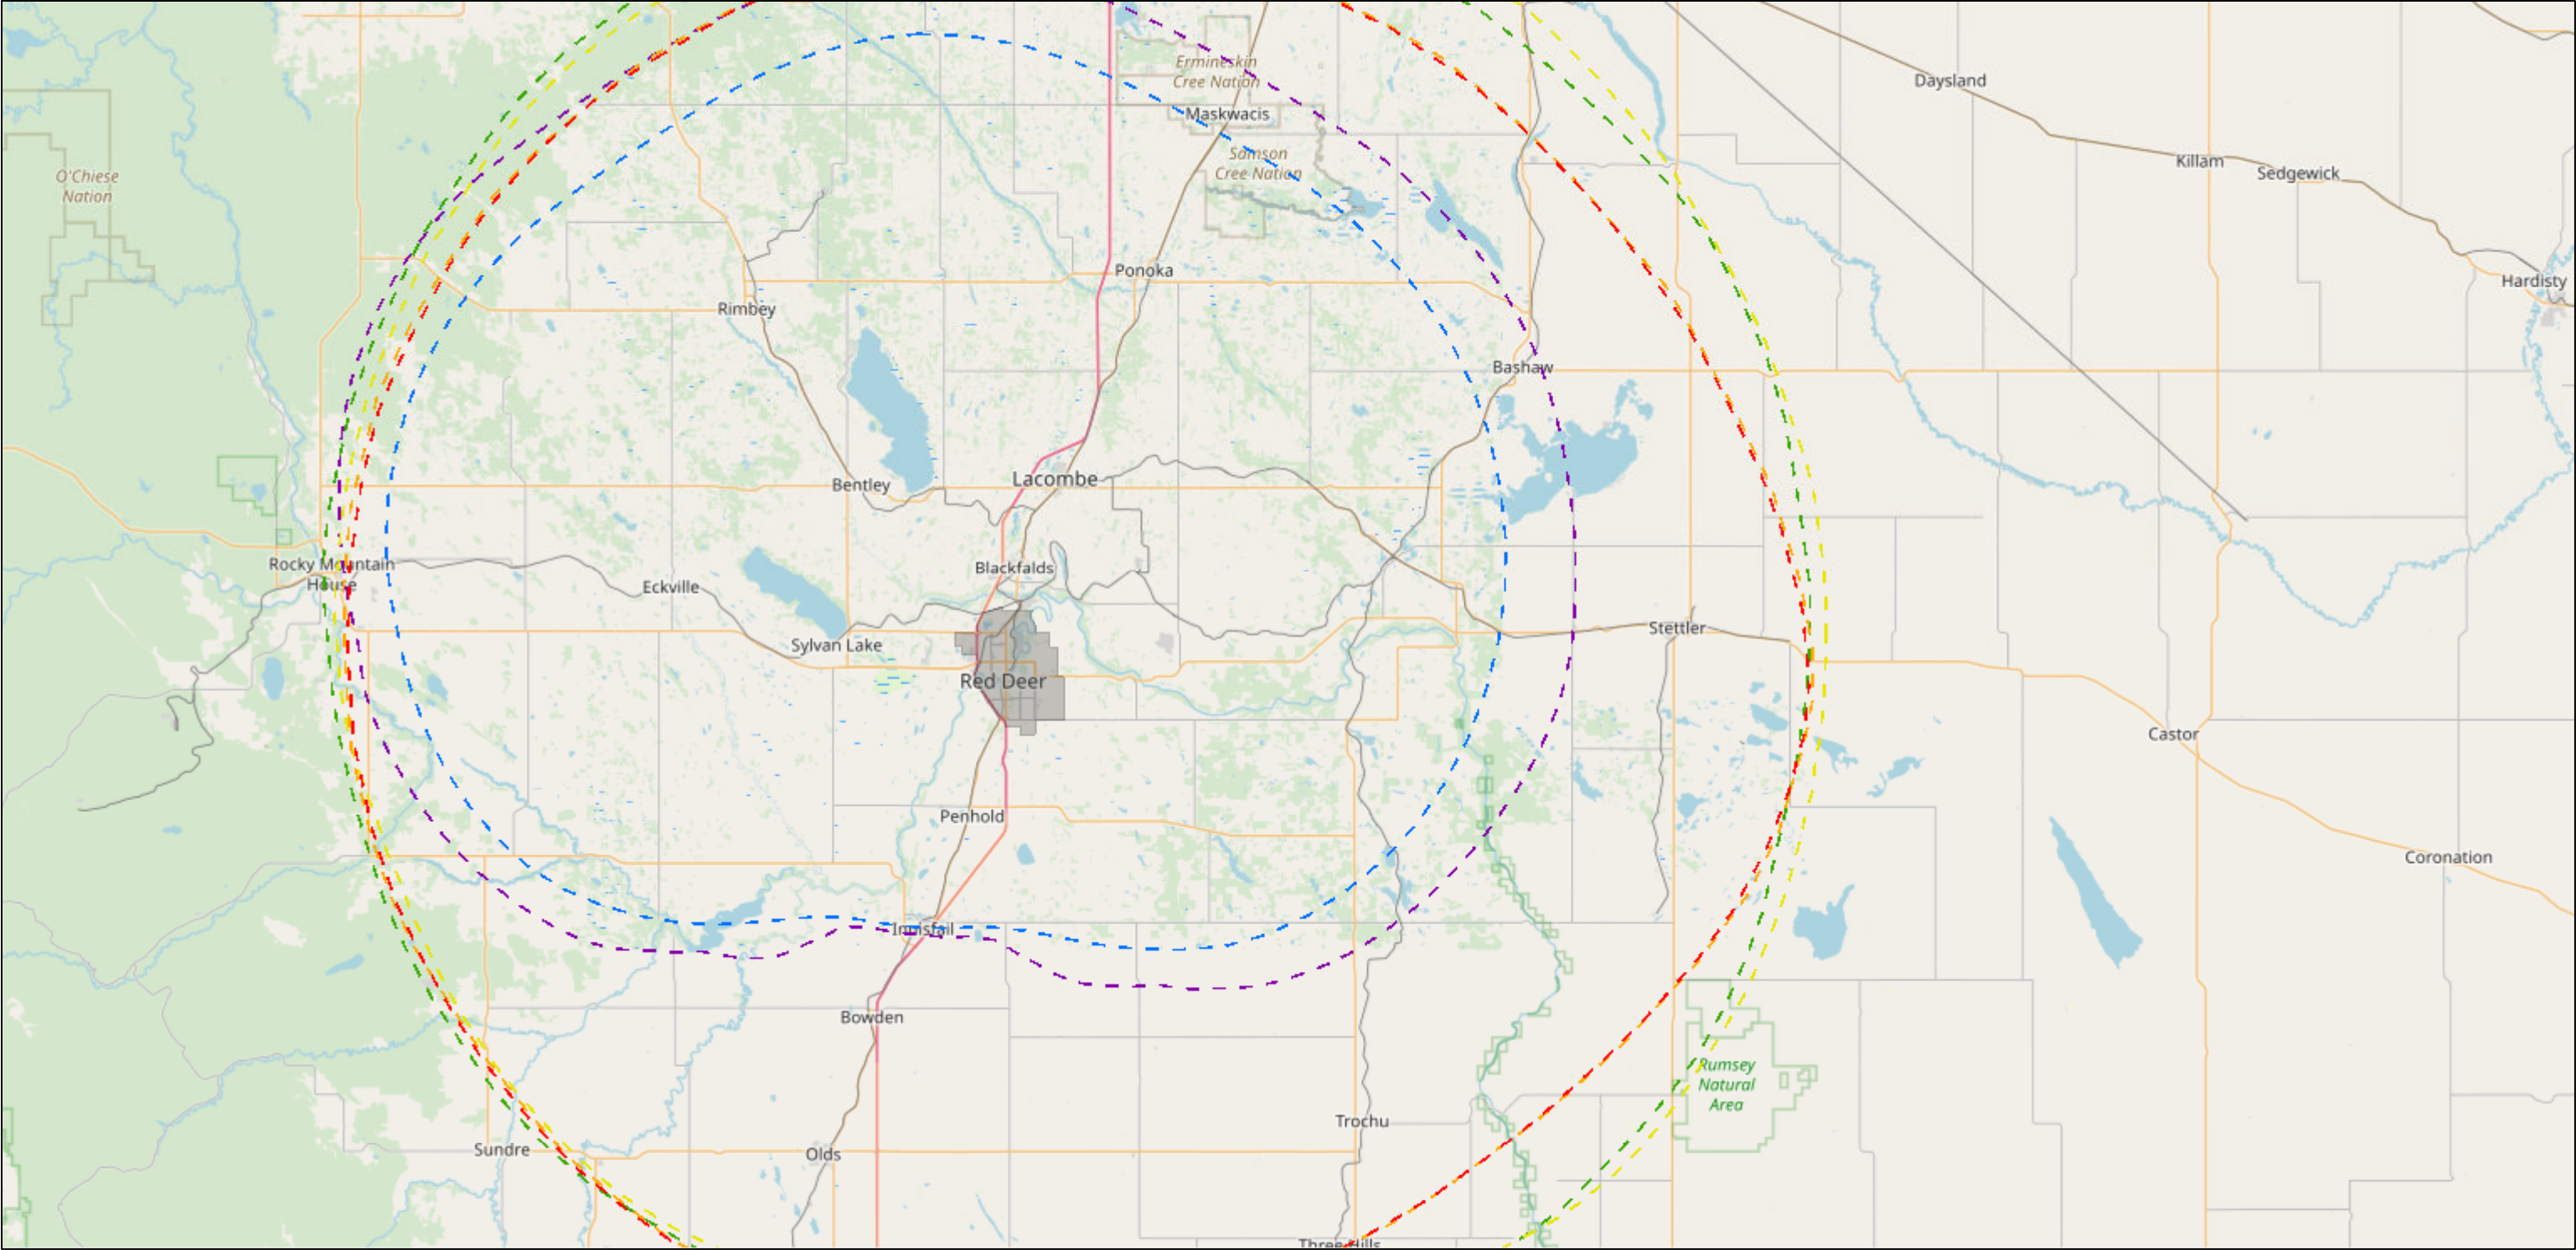 Ermineskin
Cree Nation
Daysland
Maskwacis
Samson
Cree Nation
Killam
Sedgewick
O'Chiese
Nation
Ponoka
Hardisty
Rimbey
Bashaw
Lacombe
Bentley
Rocky Mountain
House
Blackfalds
Eckville
Stettler
Sylvan Lake
Red Deer
Castor
Penhold
Coronation
Innisfail
Bowden
Rumsey
Natural
Area
Trochu
Sundre
Olds
Three Hills